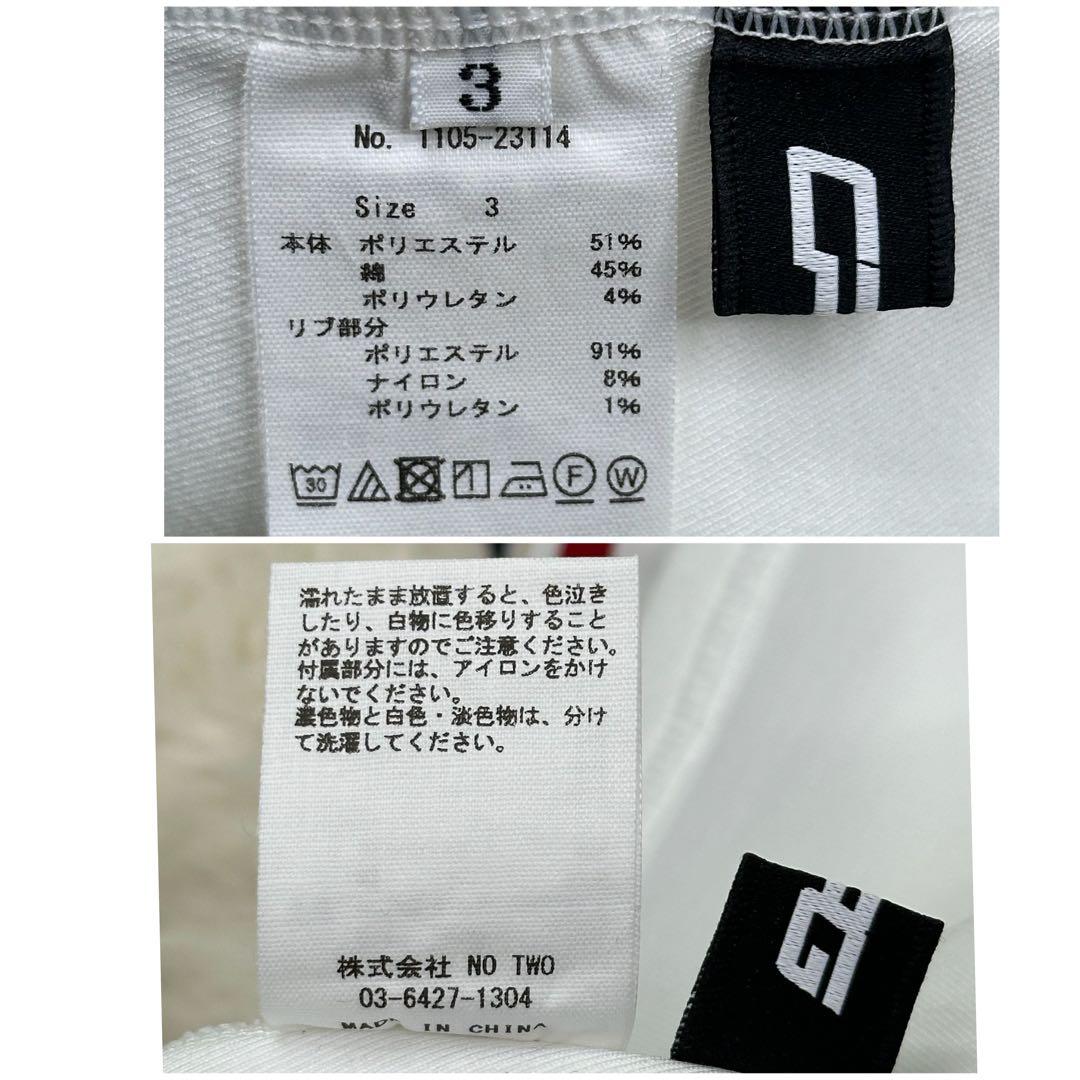 3
No. 1105-23114
Size 3
本体 ポリエステル 51%
綿 45%
ポリウレタン 4%
リブ部分
ポリエステル 91%
ナイロン 8%
ポリウレタン 1%
30
F
W
濡れたまま放置すると、色泣き
したり、白物に色移りすること
がありますのでご注意ください。
付属部分には、アイロンをかけ
ないでください。
濃色物と白色・淡色物は、分け
て洗濯してください。
株式会社 NO TWO
03-6427-1304
MADE IN CHINA